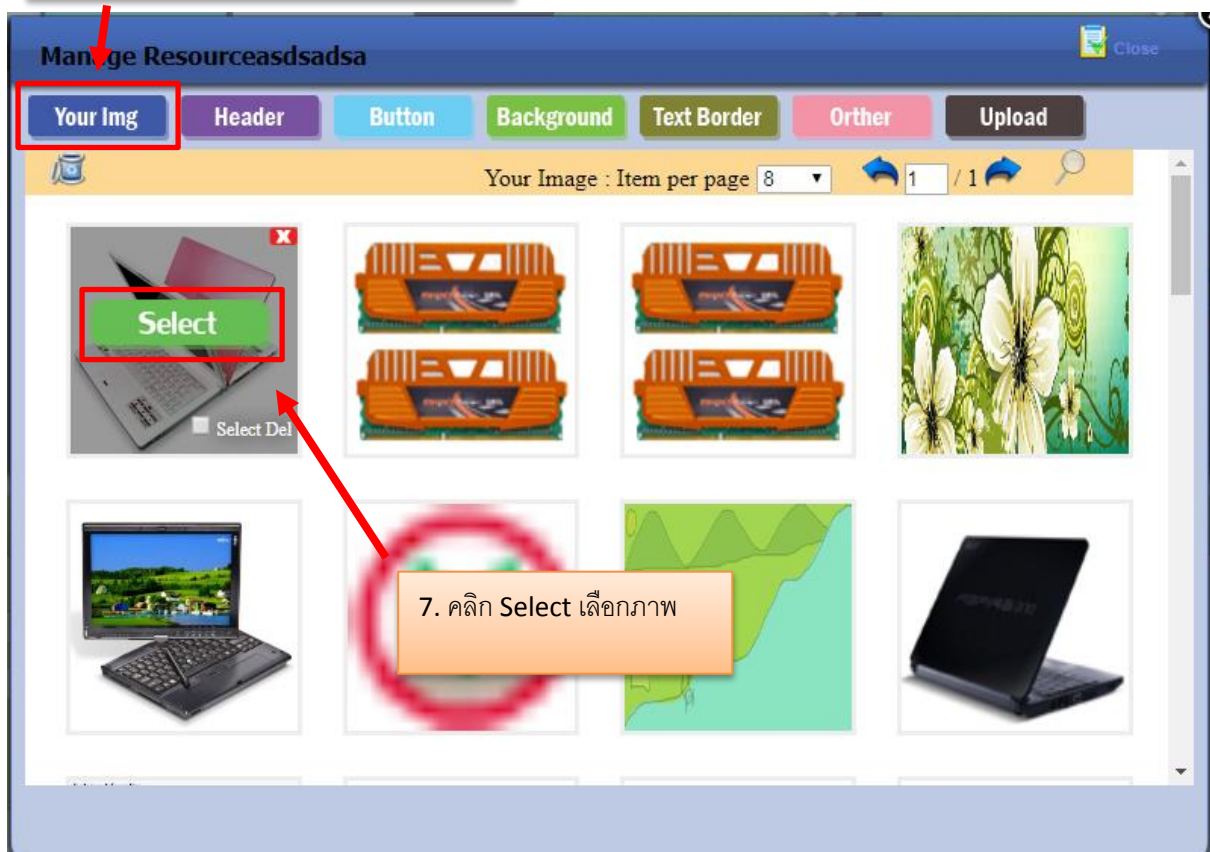 Manage Resourceasdsadsa
Close
Your Img
Header
Button
Background
Text Border
Orther
Upload
Your Image : Item per page 8
1 / 1
X
Select
Select Del
7. คลิก Select เลือกภาพ